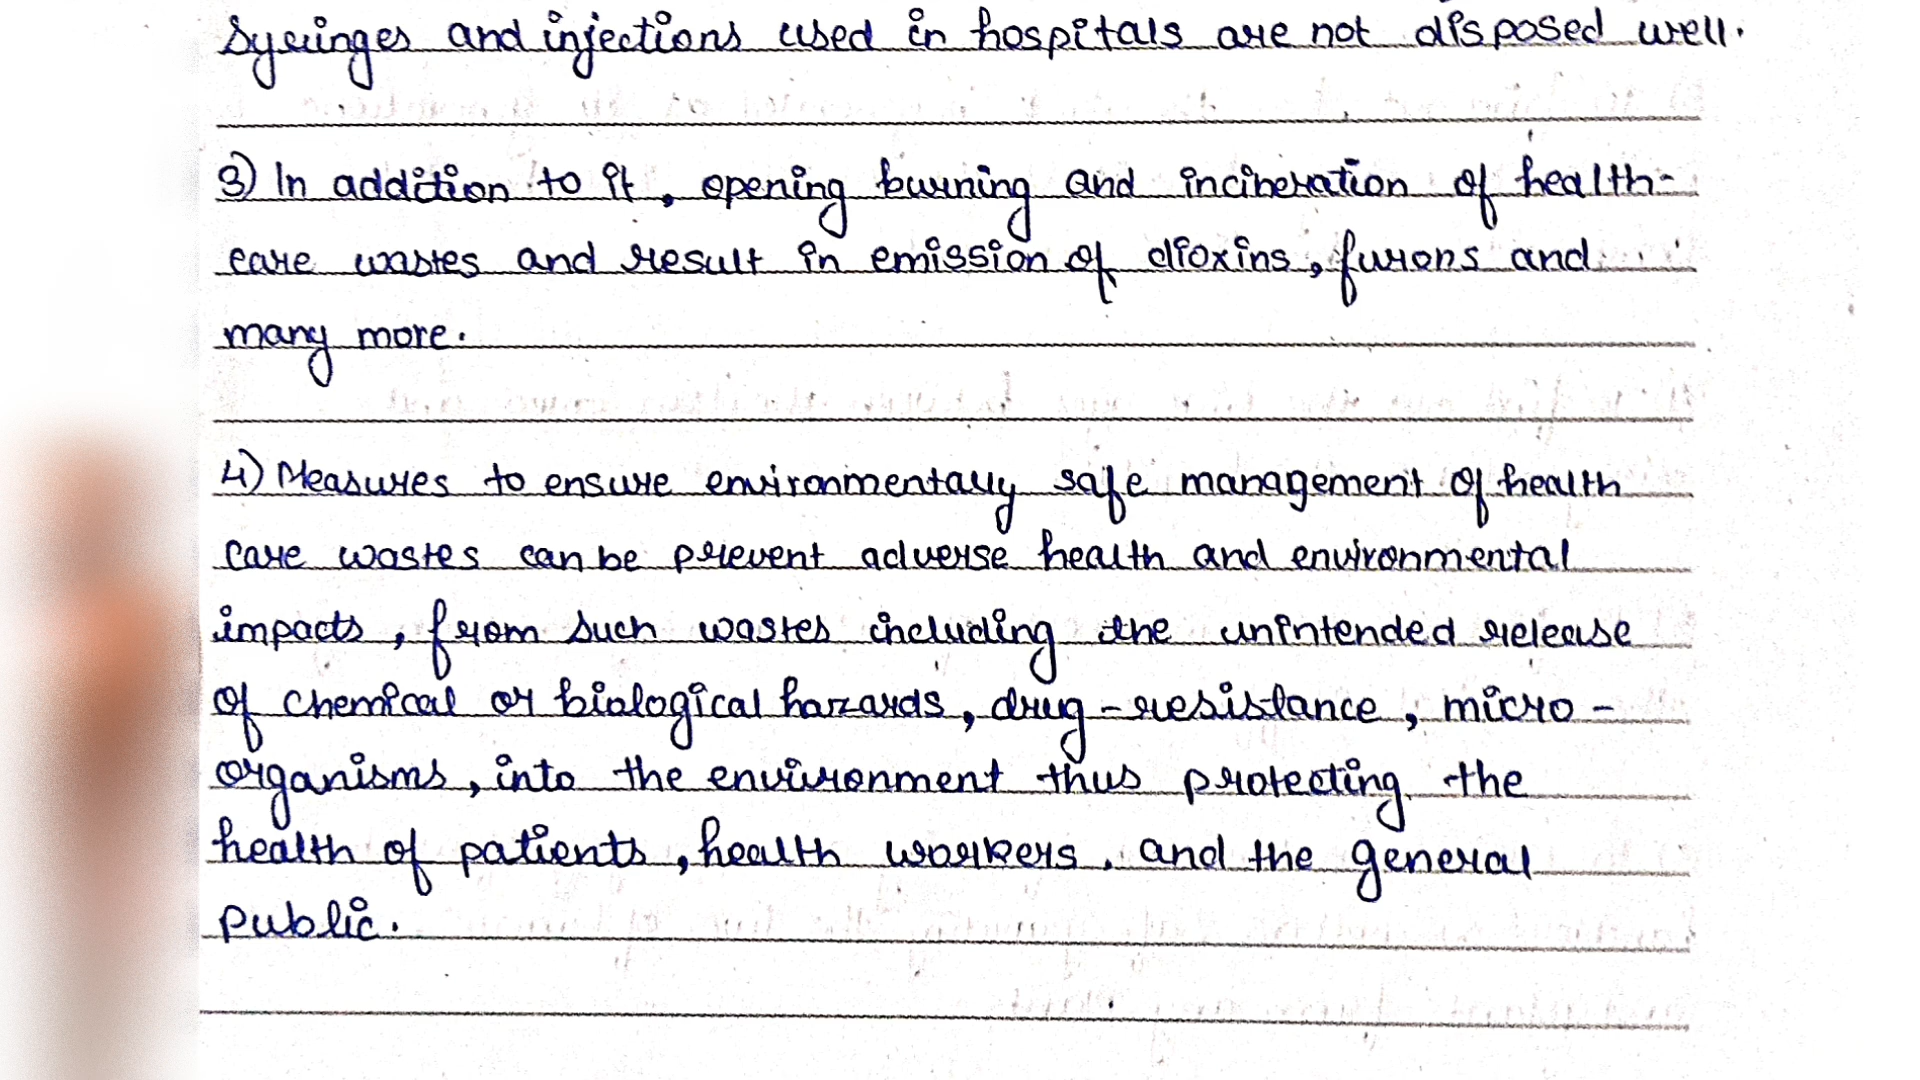 Syringes and injections used in hospitals are not disposed well.
3) In addition to it, opening burning and incineration of health-
care wastes and result in emission of dioxins, furons and
many more.
4) Measures to ensure environmentally safe management of health
care wastes can be prevent adverse health and environmental
impacts, from such wastes including the unintended release
of chemical or biological hazards, drug-resistance, micro-
organisms, into the environment thus protecting the
health of patients, health workers, and the general
public.